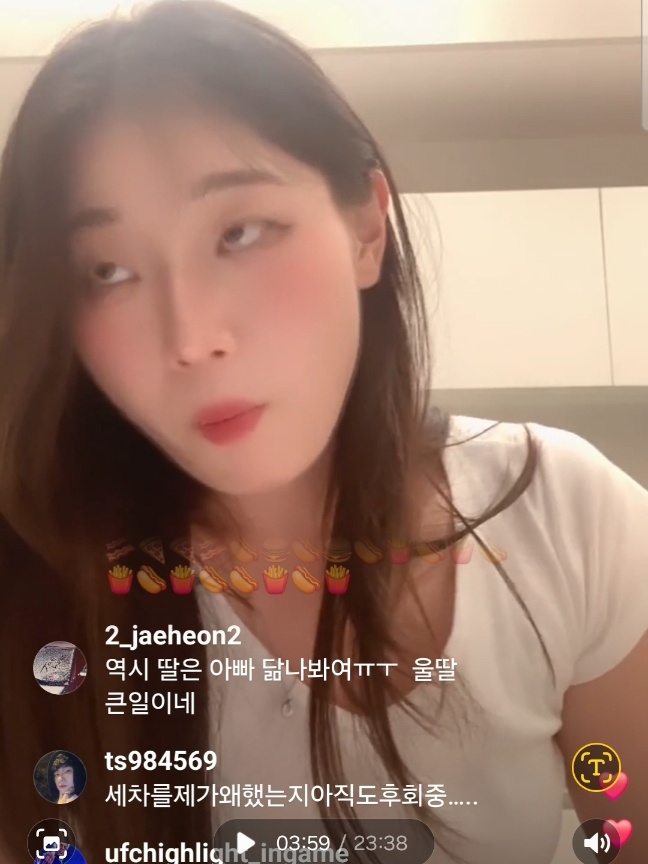 2_jaeheon2
역시 딸은 아빠 닮나봐여ㅠㅜ 울딸
큰일이네
ts984569
세차를제가왜했는지아직도후회중.....
ufchighlight_ingame
03:59 / 23:38
T